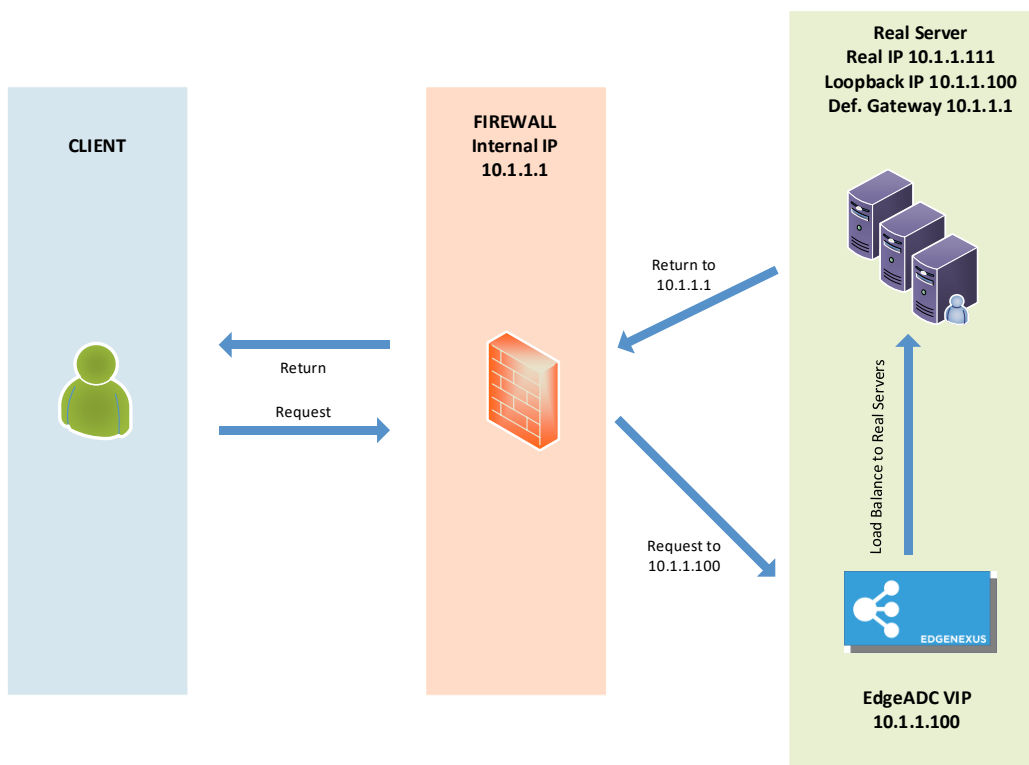 CLIENT
FIREWALL
Internal IP
10.1.1.1
Real Server
Real IP 10.1.1.111
Loopback IP 10.1.1.100
Def. Gateway 10.1.1.1
Return to
10.1.1.1
Return
Request
Request to
10.1.1.100
Load Balance to Real Servers
EDGENEXUS
EdgeADC VIP
10.1.1.100